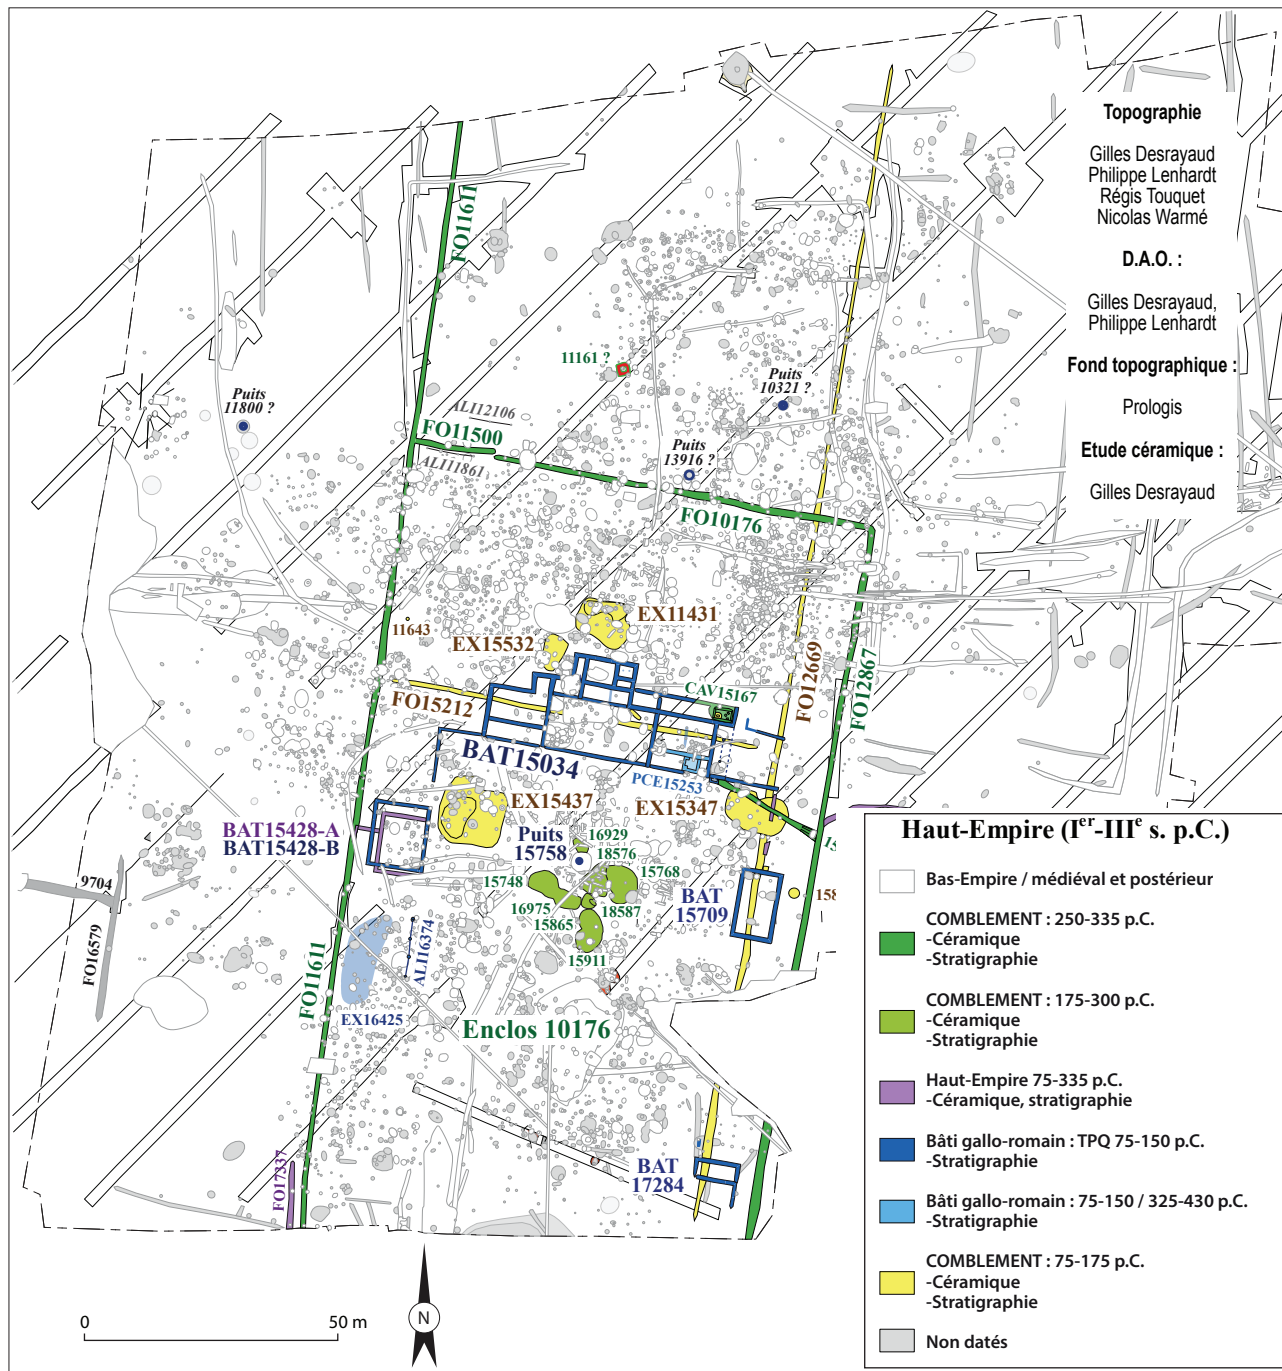 Topographie
Gilles Desrayaud
Philippe Lenhardt
Régis Touquet
Nicolas Warmé
D.A.O. :
Gilles Desrayaud,
Philippe Lenhardt
Fond topographique :
Prologis
Etude céramique :
Gilles Desrayaud
FO11611
11161 ?
Puits
10321 ?
Puits
11800 ?
ALI12106
FO11500
ALI11861
Puits
13916 ?
FO10176
EX11431
11643
EX15532
FO12669
FO12867
CAV15167
FO15212
BAT15034
PCE15253
EX15437
EX15347
BAT15428-A
BAT15428-B
Puits
15758
16929
18576
15748
15768
16975
15865
18587
15911
BAT
15709
9704
FO16579
ALI16374
FO11611
EX16425
Enclos 10176
BAT
17284
FO17337
0
50 m
N
Haut-Empire (Ier-IIIe s. p.C.)
Bas-Empire / médiéval et postérieur
COMBLEMENT : 250-335 p.C.
-Céramique
-Stratigraphie
COMBLEMENT : 175-300 p.C.
-Céramique
-Stratigraphie
Haut-Empire 75-335 p.C.
-Céramique, stratigraphie
Bâti gallo-romain : TPQ 75-150 p.C.
-Stratigraphie
Bâti gallo-romain : 75-150 / 325-430 p.C.
-Stratigraphie
COMBLEMENT : 75-175 p.C.
-Céramique
-Stratigraphie
Non datés